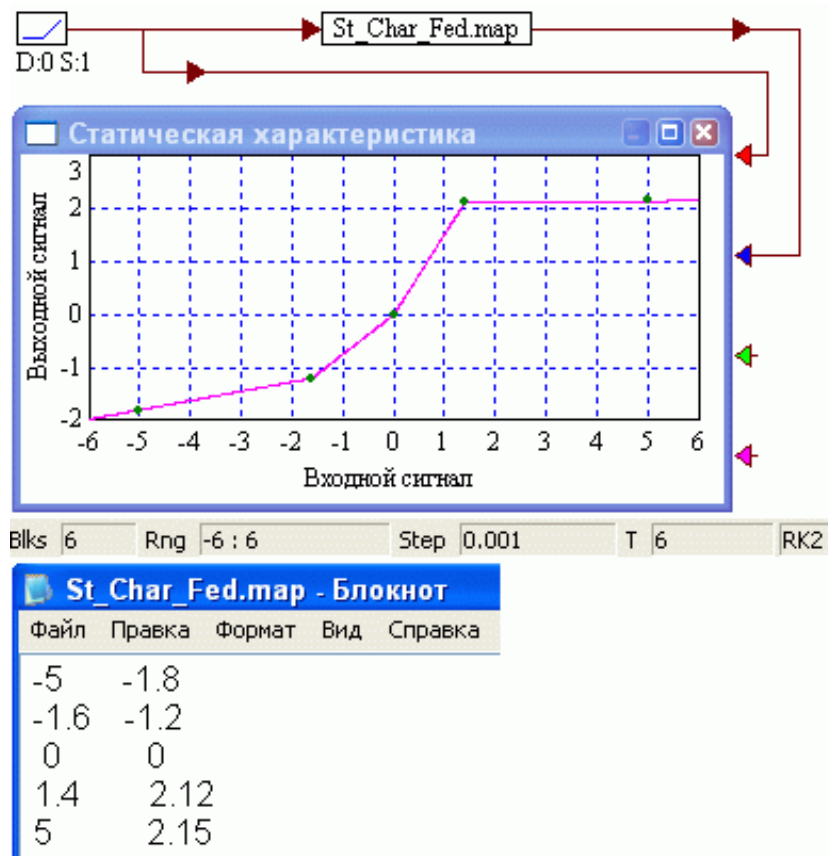 St_Char_Fed.map
D:0 S:1
Статическая характеристика
Выходной сигнал
3
2
1
0
-1
-2
-6 -5 -4 -3 -2 -1 0 1 2 3 4 5 6
Входной сигнал
Blks 6 Rng -6 : 6 Step 0.001 T 6 RK2
St_Char_Fed.map - Блокнот
Файл Правка Формат Вид Справка
-5 -1.8
-1.6 -1.2
0 0
1.4 2.12
5 2.15